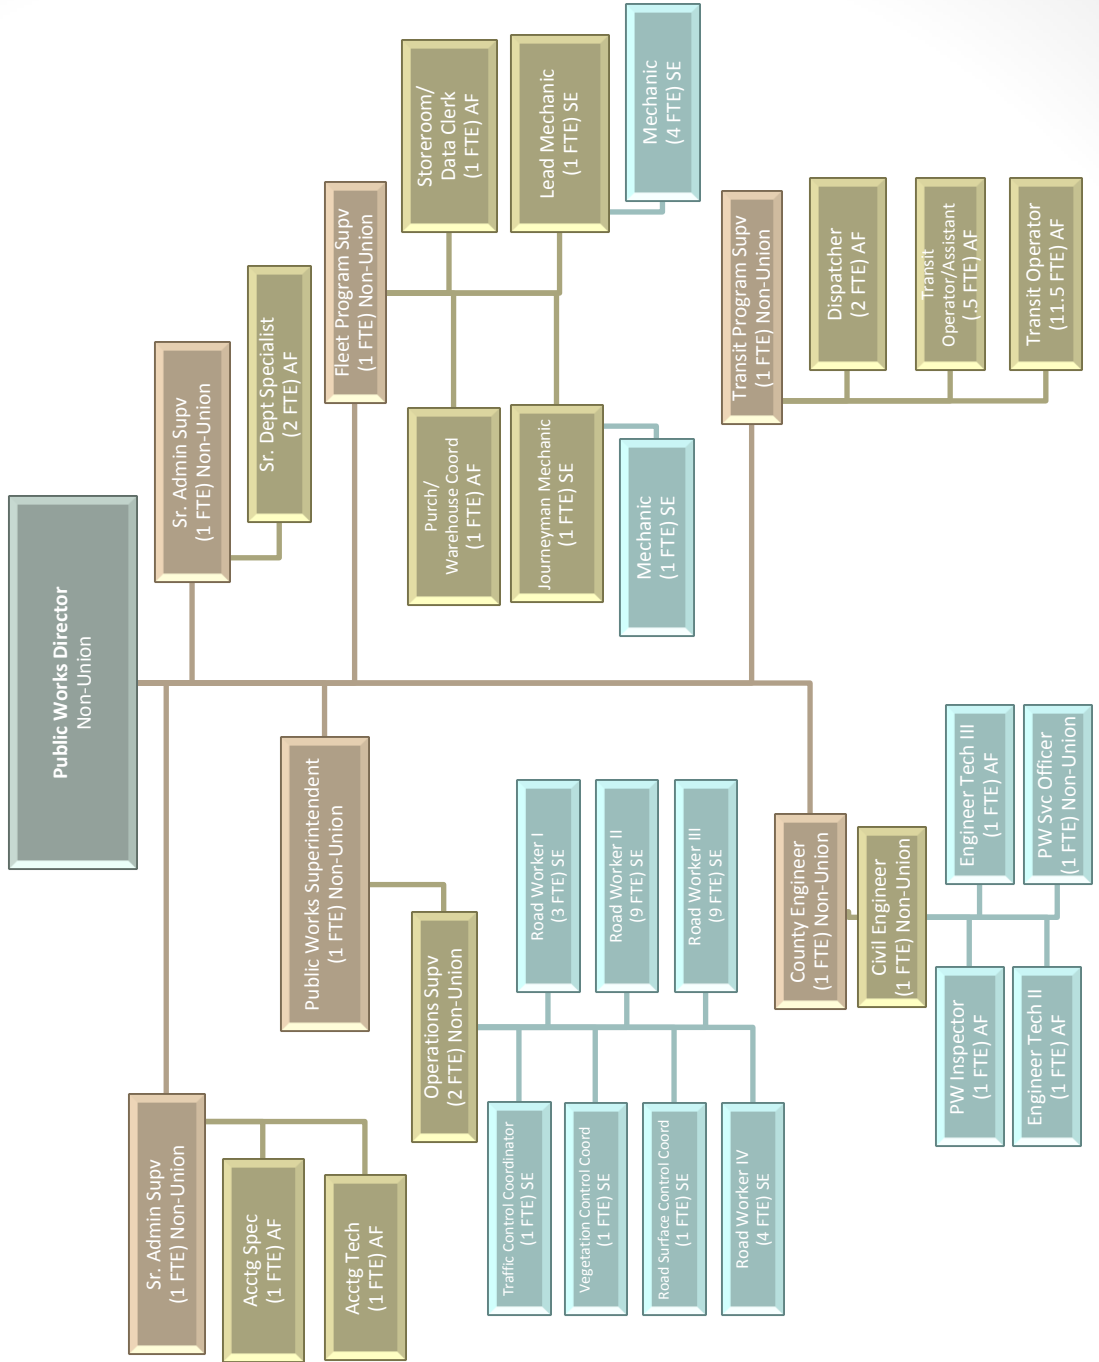 Public Works Director
Non-Union
Sr. Admin Supv
(1 FTE) Non-Union
Acctg Spec
(1 FTE) AF
Acctg Tech
(1 FTE) AF
Sr. Admin Supv
(1 FTE) Non-Union
Sr. Dept Specialist
(2 FTE) AF
Public Works Superintendent
(1 FTE) Non-Union
Operations Supv
(2 FTE) Non-Union
Traffic Control Coordinator
(1 FTE) SE
Road Worker I
(3 FTE) SE
Vegetation Control Coord
(1 FTE) SE
Road Worker II
(9 FTE) SE
Road Surface Control Coord
(1 FTE) SE
Road Worker III
(9 FTE) SE
Road Worker IV
(4 FTE) SE
Fleet Program Supv
(1 FTE) Non-Union
Purch/
Warehouse Coord
(1 FTE) AF
Storeroom/
Data Clerk
(1 FTE) AF
Journeyman Mechanic
(1 FTE) SE
Lead Mechanic
(1 FTE) SE
Mechanic
(1 FTE) SE
Mechanic
(4 FTE) SE
County Engineer
(1 FTE) Non-Union
Civil Engineer
(1 FTE) Non-Union
PW Inspector
(1 FTE) AF
Engineer Tech III
(1 FTE) AF
Engineer Tech II
(1 FTE) AF
PW Svc Officer
(1 FTE) Non-Union
Transit Program Supv
(1 FTE) Non-Union
Dispatcher
(2 FTE) AF
Transit
Operator/Assistant
(.5 FTE) AF
Transit Operator
(11.5 FTE) AF